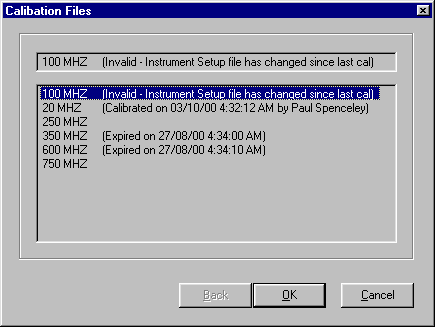 Calibation Files
100 MHZ (Invalid - Instrument Setup file has changed since last cal)
100 MHZ (Invalid - Instrument Setup file has changed since last cal)
20 MHZ (Calibrated on 03/10/00 4:32:12 AM by Paul Spenceley)
250 MHZ
350 MHZ (Expired on 27/08/00 4:34:00 AM)
600 MHZ (Expired on 27/08/00 4:34:10 AM)
750 MHZ
Back OK Cancel